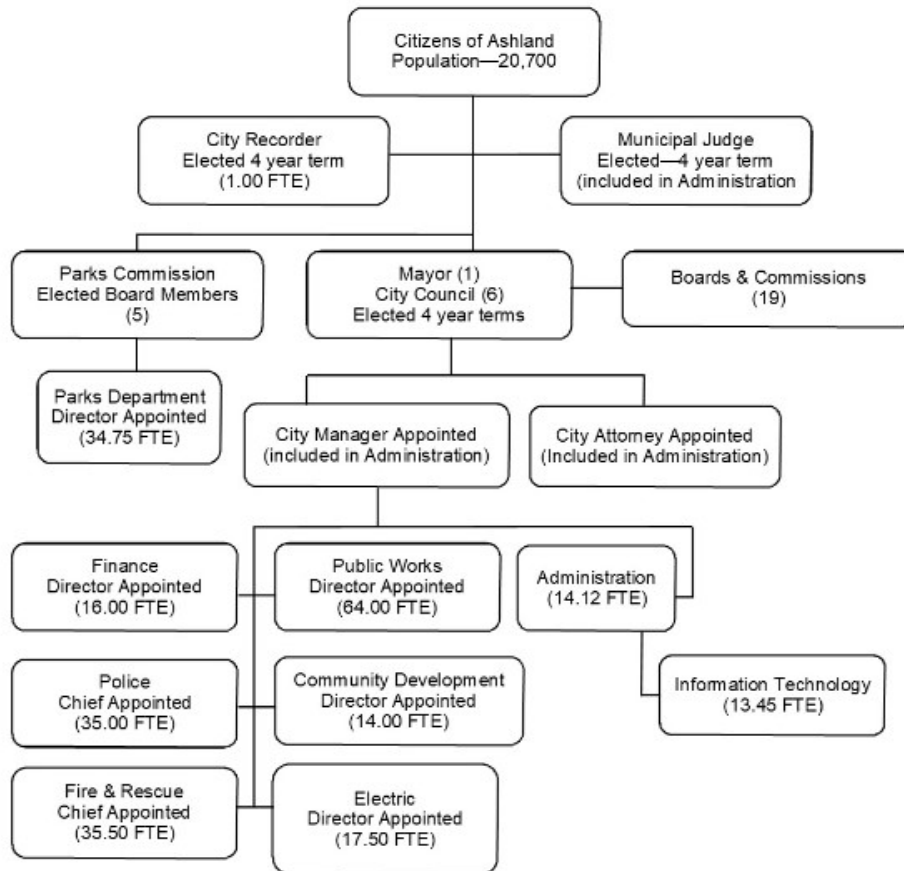 Citizens of Ashland
Population—20,700
City Recorder
Elected 4 year term
(1.00 FTE)
Municipal Judge
Elected—4 year term
(included in Administration
Parks Commission
Elected Board Members
(5)
Mayor (1)
City Council (6)
Elected 4 year terms
Boards & Commissions
(19)
Parks Department
Director Appointed
(34.75 FTE)
City Manager Appointed
(included in Administration)
City Attorney Appointed
(Included in Administration)
Finance
Director Appointed
(16.00 FTE)
Public Works
Director Appointed
(64.00 FTE)
Administration
(14.12 FTE)
Police
Chief Appointed
(35.00 FTE)
Community Development
Director Appointed
(14.00 FTE)
Information Technology
(13.45 FTE)
Fire & Rescue
Chief Appointed
(35.50 FTE)
Electric
Director Appointed
(17.50 FTE)